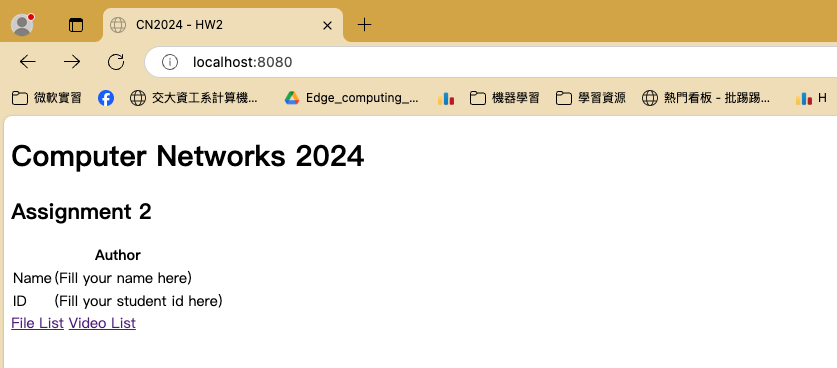 CN2024 - HW2
localhost:8080
微軟實習 交大資工系計算機... Edge_computing_... 機器學習 學習資源 熱門看板 - 批踢踢... H
Computer Networks 2024
Assignment 2
Author
Name (Fill your name here)
ID (Fill your student id here)
File List Video List